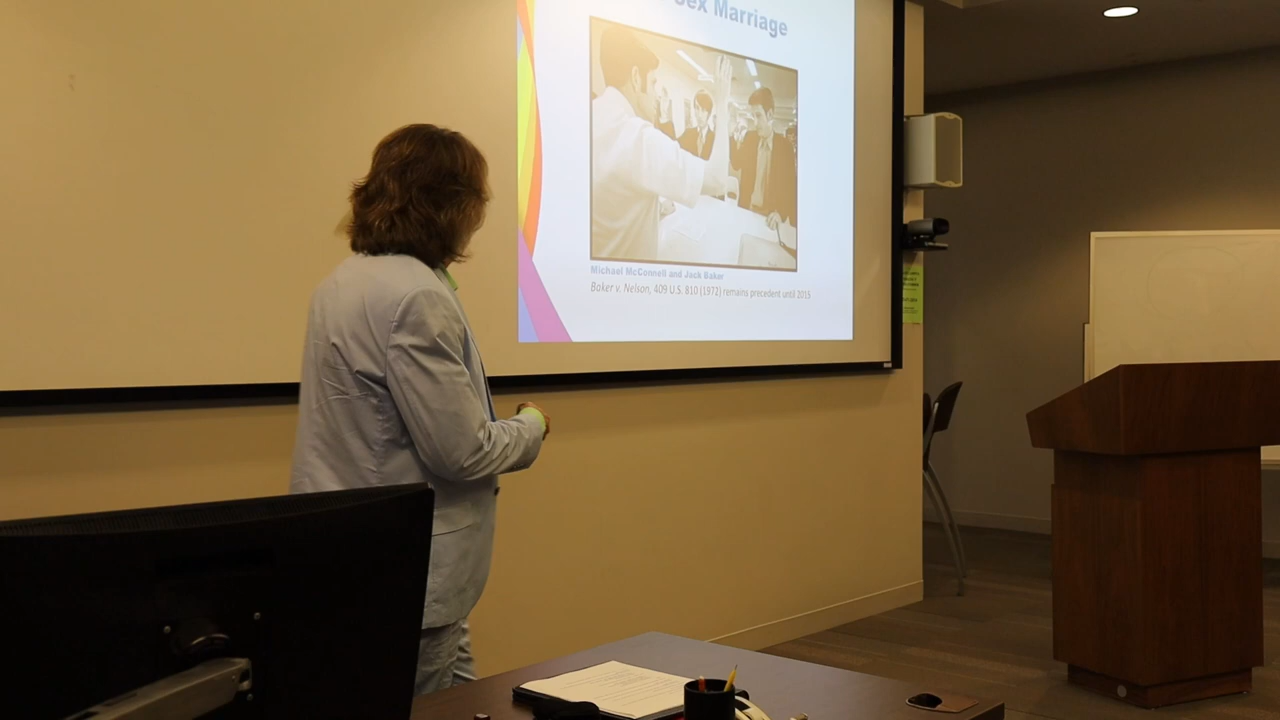 Sex Marriage
Michael McConnell and Jack Baker
Baker v. Nelson, 409 U.S. 810 (1972) remains precedent until 2015